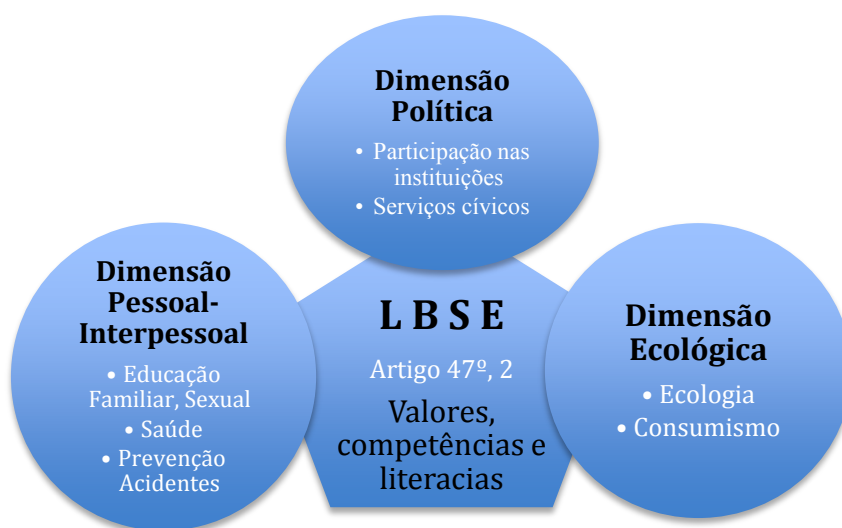 Dimensão
Política
• Participação nas
instituições
• Serviços cívicos
Dimensão
Pessoal-
Interpessoal
• Educação
Familiar, Sexual
• Saúde
• Prevenção
Acidentes
L B S E
Artigo 47º, 2
Valores,
competências e
literacias
Dimensão
Ecológica
• Ecologia
• Consumismo